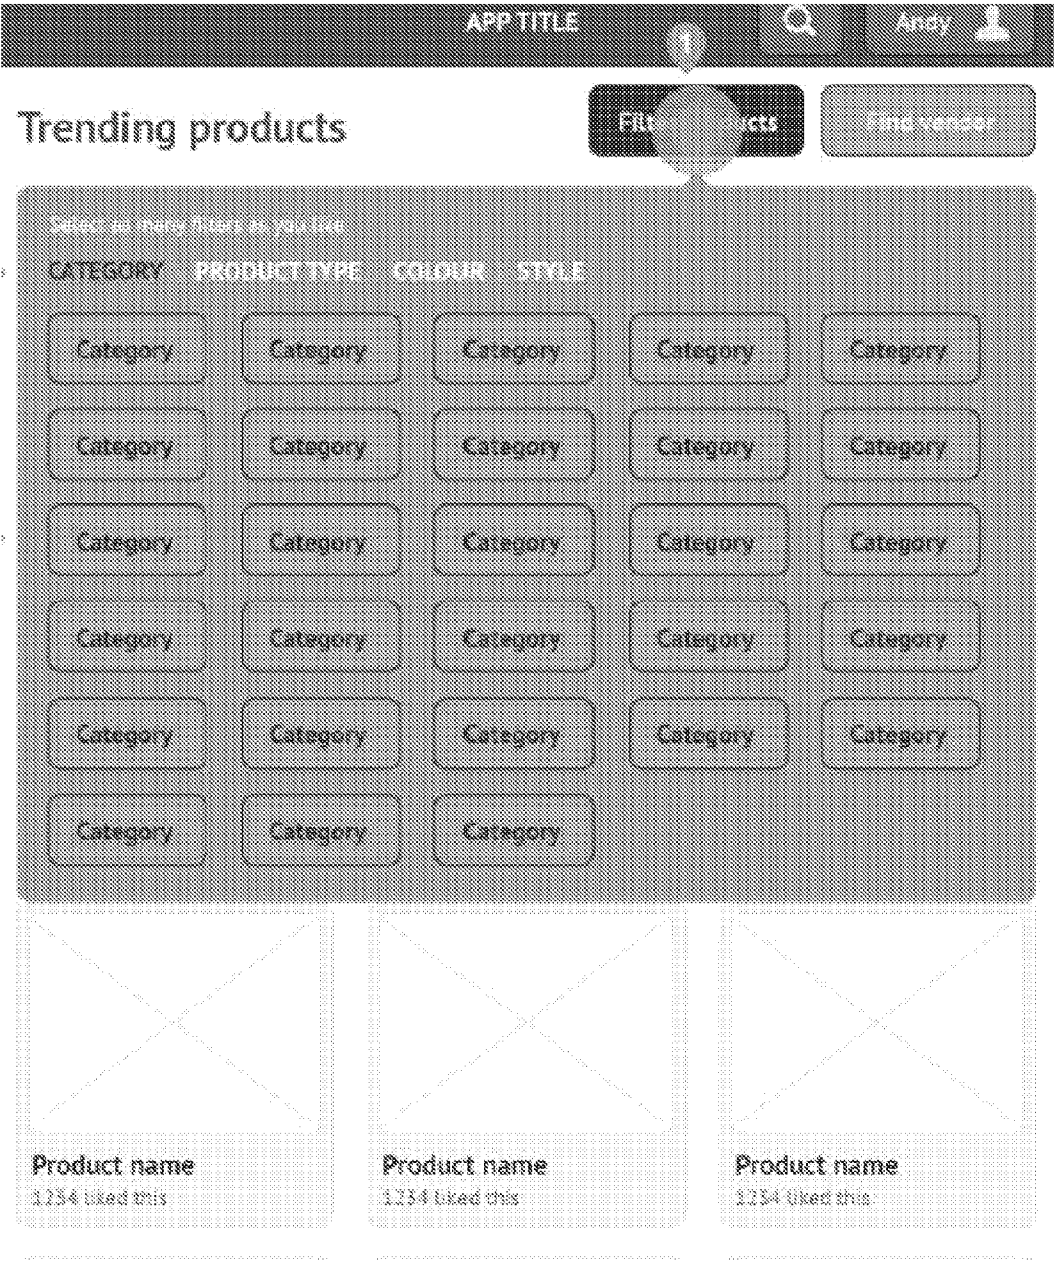 APP TITLE Andy
Trending products Find vendor
Select as many filters as you like
CATEGORY PRODUCT TYPE COLOUR STYLE
Category Category Category Category Category
Category Category Category Category Category
Category Category Category Category Category
Category Category Category Category Category
Category Category Category Category Category
Category Category Category
Product name Product name Product name
1234 liked this 1234 liked this 1234 liked this